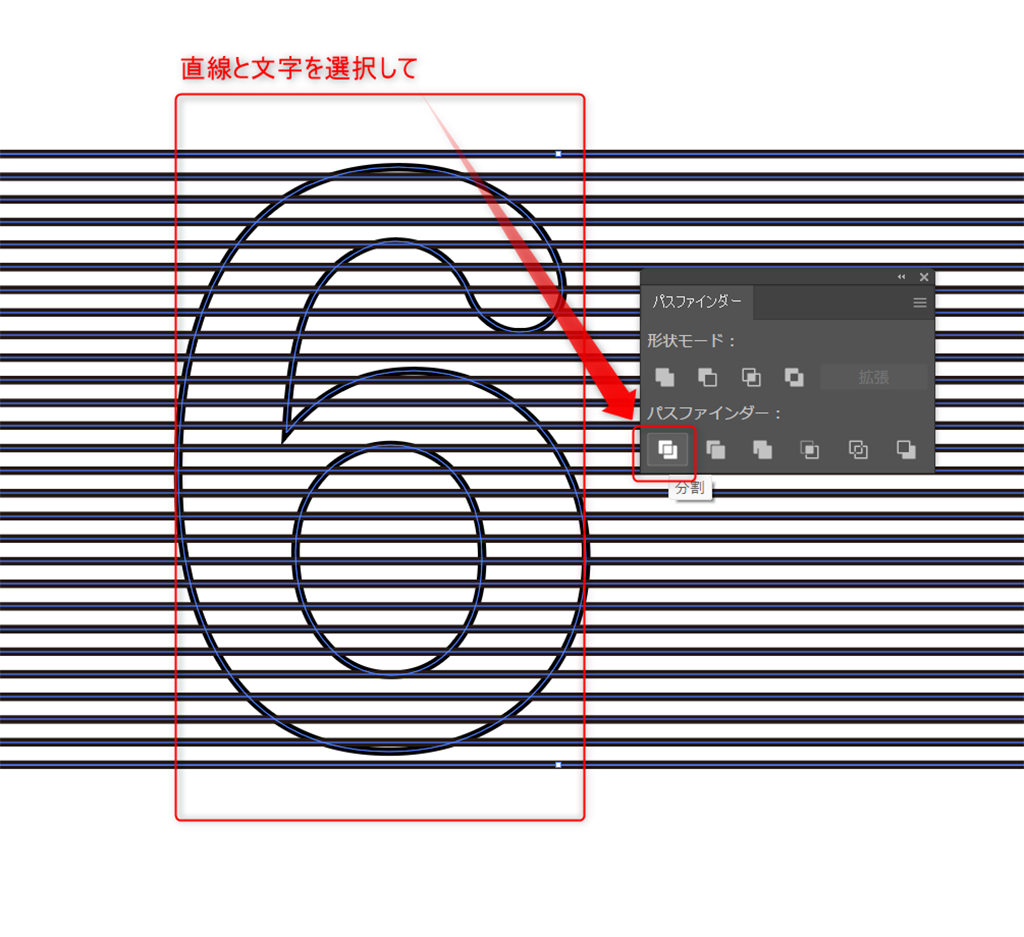 直線と文字を選択して
パスファインダー
形状モード：
拡張
パスファインダー：
分割
6